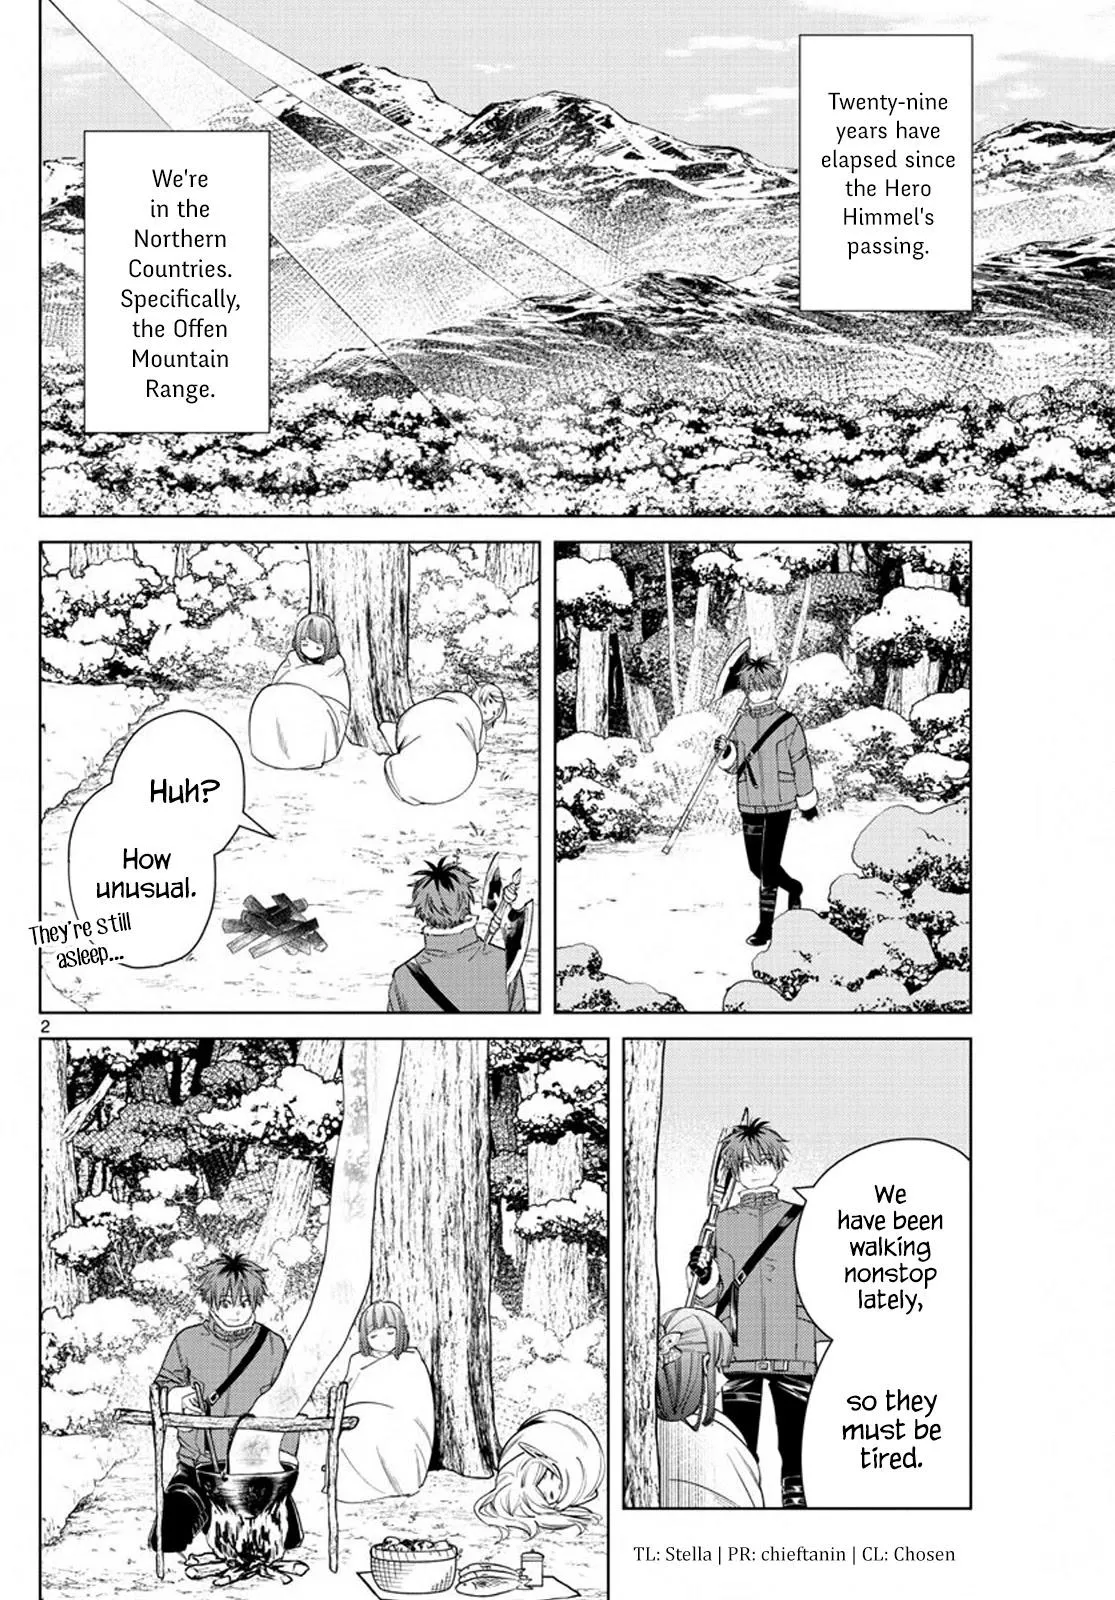 Twenty-nine
years have
elapsed since
the Hero
Himmel's
passing.
We're
in the
Northern
Countries.
Specifically,
the Offen
Mountain
Range.
Huh?
How
unusual.
They're still
asleep...
2
We
have been
walking
nonstop
lately,
so they
must be
tired.
TL: Stella | PR: chieftanin | CL: Chosen